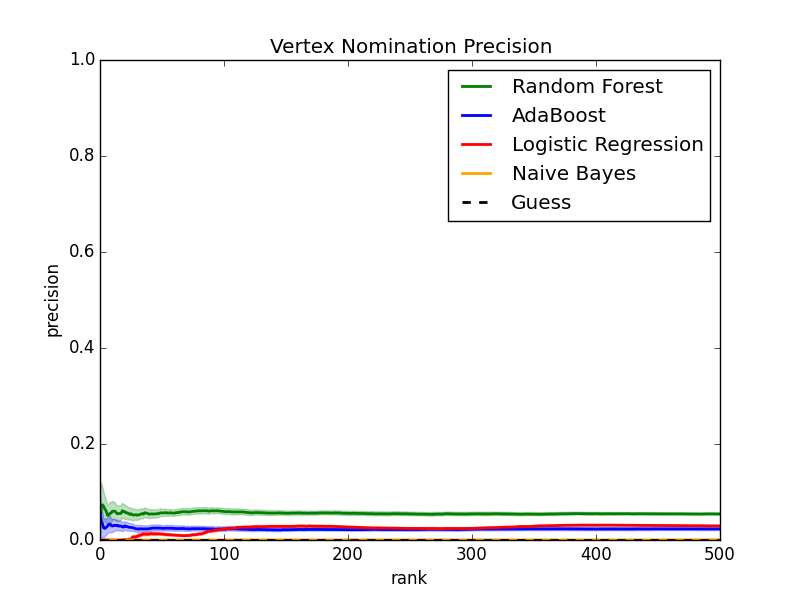 Vertex Nomination Precision
1.0
0.8
0.6
0.4
0.2
0.0
precision
Random Forest
AdaBoost
Logistic Regression
Naive Bayes
Guess
0 100 200 300 400 500
rank